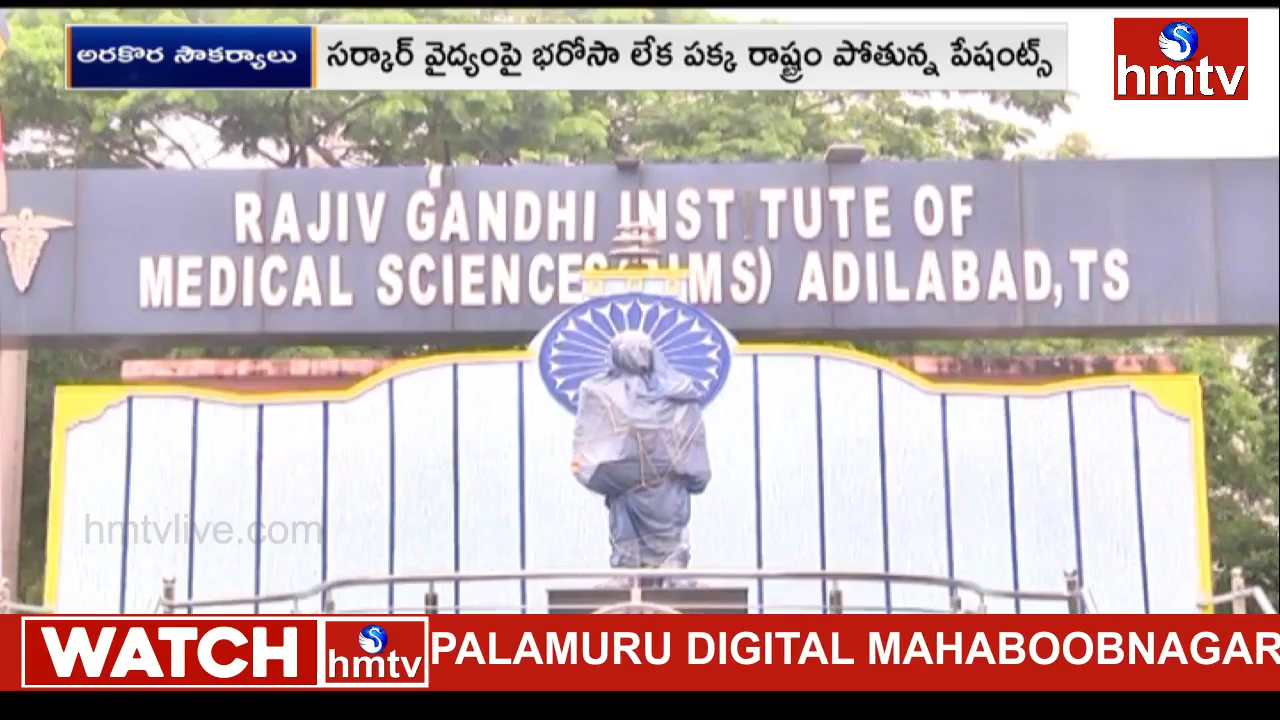 అరకొర సౌకర్యాలు
సర్కార్ వైద్యంపై భరోసా లేక పక్క రాష్ట్రం పోతున్న పేషంట్స్
hmtv
RAJIV GANDHI INSTITUTE OF
MEDICAL SCIENCES (RIMS) ADILABAD,TS
hmtvlive.com
WATCH
hmtv
PALAMURU DIGITAL MAHABOOBNAGAR